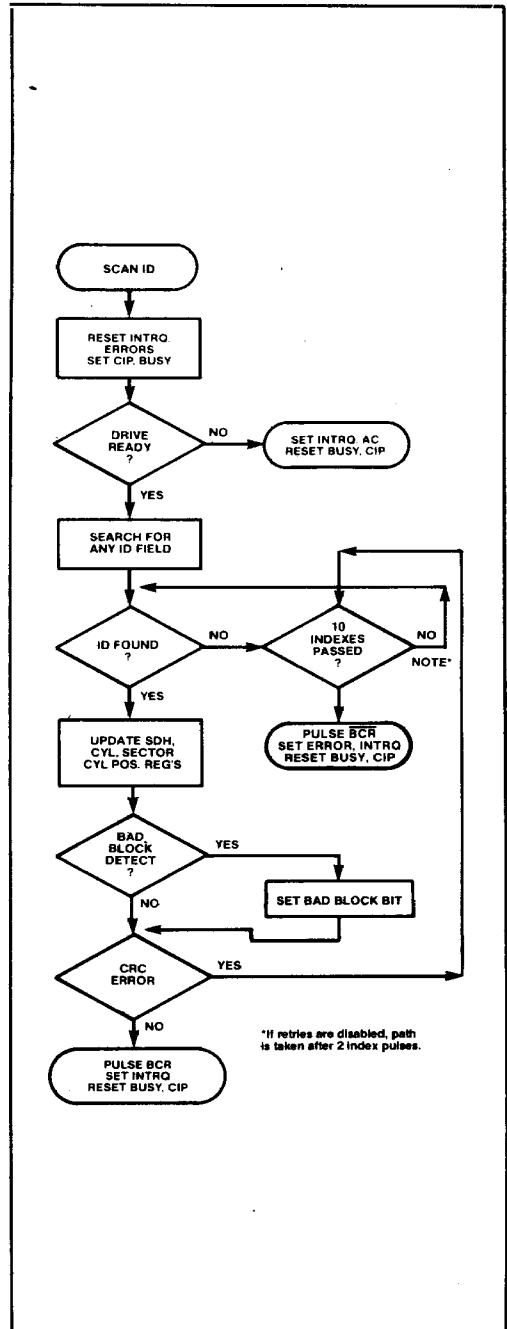 SCAN ID
RESET INTRQ.
ERRORS
SET CIP, BUSY
DRIVE
READY
?
NO
SET INTRQ. AC
RESET BUSY, CIP
YES
SEARCH FOR
ANY ID FIELD
ID FOUND
?
NO
10
INDEXES
PASSED
?
NO
NOTE*
YES
PULSE BCR
SET ERROR, INTRQ
RESET BUSY, CIP
UPDATE SDH,
CYL, SECTOR
CYL POS. REG'S
BAD
BLOCK
DETECT
?
YES
SET BAD BLOCK BIT
NO
CRC
ERROR
YES
NO
*If retries are disabled, path
is taken after 2 index pulses.
PULSE BCR
SET INTRQ
RESET BUSY, CIP